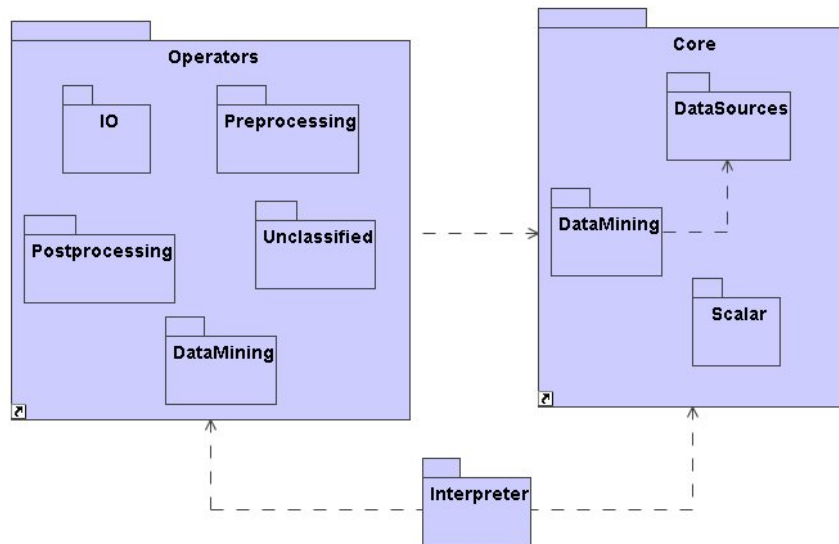 Operators
IO
Preprocessing
Postprocessing
Unclassified
DataMining
Core
DataSources
DataMining
Scalar
Interpreter